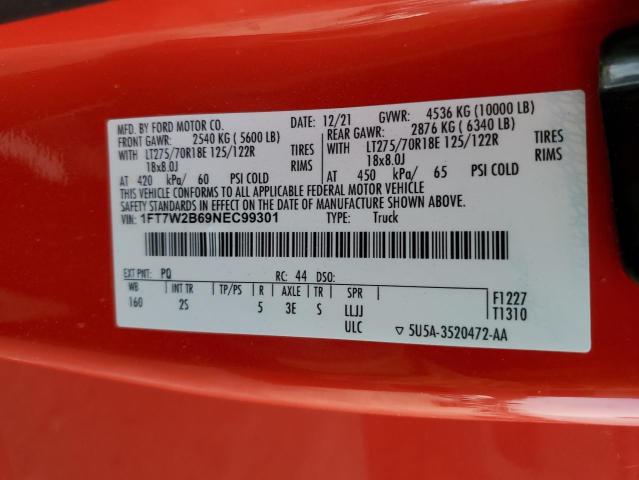 MFD. BY FORD MOTOR CO. 12/21 GVWR: 4536 KG (10000 LB)
FRONT GAWR: 2540 KG (5600 LB) REAR GAWR: 2876 KG (6340 LB)
WITH LT275/70R18E 125/122R TIRES WITH LT275/70R18E 125/122R TIRES
18x8.0J RIMS 18x8.0J RIMS
AT 420 kPa/ 60 PSI COLD AT 450 kPa/ 65 PSI COLD
THIS VEHICLE CONFORMS TO ALL APPLICABLE FEDERAL MOTOR VEHICLE
SAFETY STANDARDS IN EFFECT ON THE DATE OF MANUFACTURE SHOWN ABOVE.
VIN: 1FT7W2B69NEC99301 TYPE: Truck
EXT PNT: PQ RC: 44 DSO:
WB INT TR TP/PS R AXLE TR SPR F1227
160 2S 5 3E S LLJJ T1310
ULC ▽ 5U5A-3520472-AA